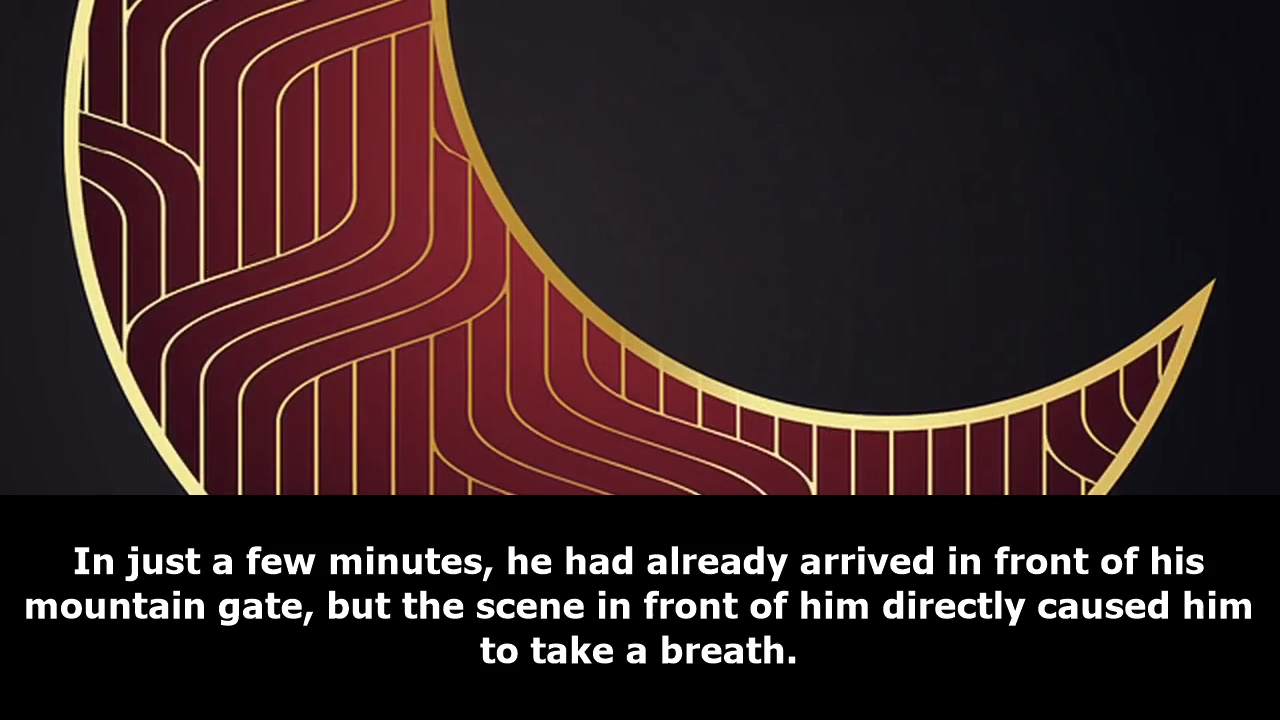 In just a few minutes, he had already arrived in front of his
mountain gate, but the scene in front of him directly caused him
to take a breath.